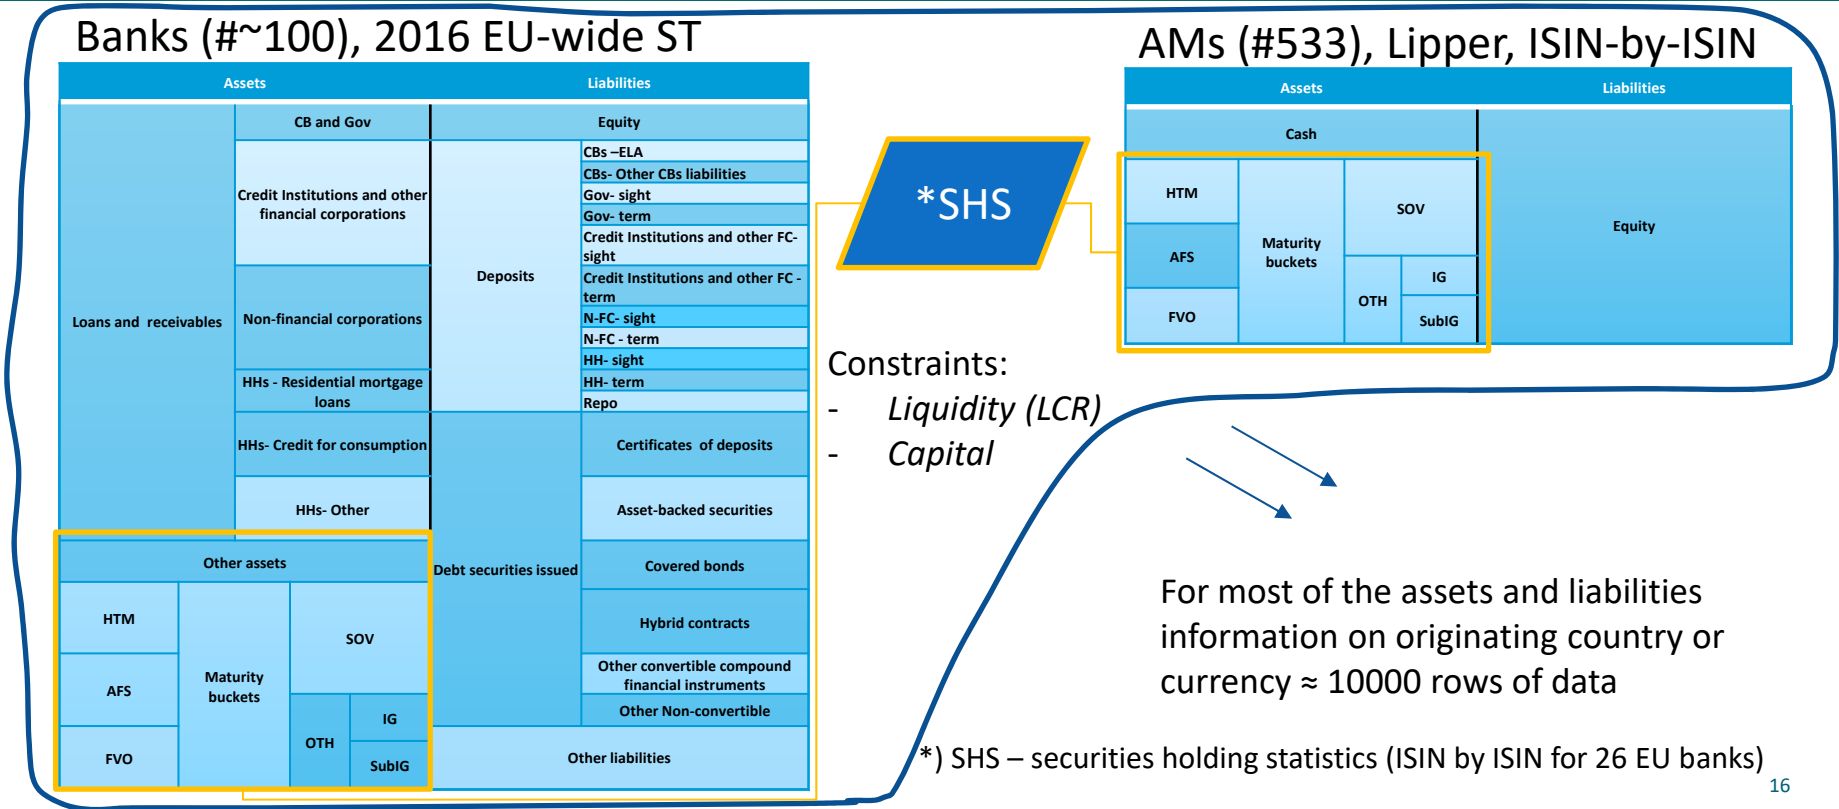 Banks (#~100), 2016 EU-wide ST
Assets
Liabilities
Loans and  receivables
CB and Gov
Credit Institutions and other
financial corporations
Non-financial corporations
HHs - Residential mortgage
loans
HHs- Credit for consumption
HHs- Other
Other assets
HTM
AFS
FVO
Maturity
buckets
SOV
OTH
IG
SubIG
Equity
Deposits
CBs –ELA
CBs- Other CBs liabilities
Gov- sight
Gov- term
Credit Institutions and other FC-
sight
Credit Institutions and other FC -
term
N-FC- sight
N-FC - term
HH- sight
HH- term
Repo
Debt securities issued
Certificates  of deposits
Asset-backed securities
Covered bonds
Hybrid contracts
Other convertible compound
financial instruments
Other Non-convertible
Other liabilities
*SHS
Constraints:
- Liquidity (LCR)
- Capital
AMs (#533), Lipper, ISIN-by-ISIN
Assets
Liabilities
Cash
HTM
AFS
FVO
Maturity
buckets
SOV
OTH
IG
SubIG
Equity
For most of the assets and liabilities
information on originating country or
currency ≈ 10000 rows of data
*) SHS – securities holding statistics (ISIN by ISIN for 26 EU banks)
16